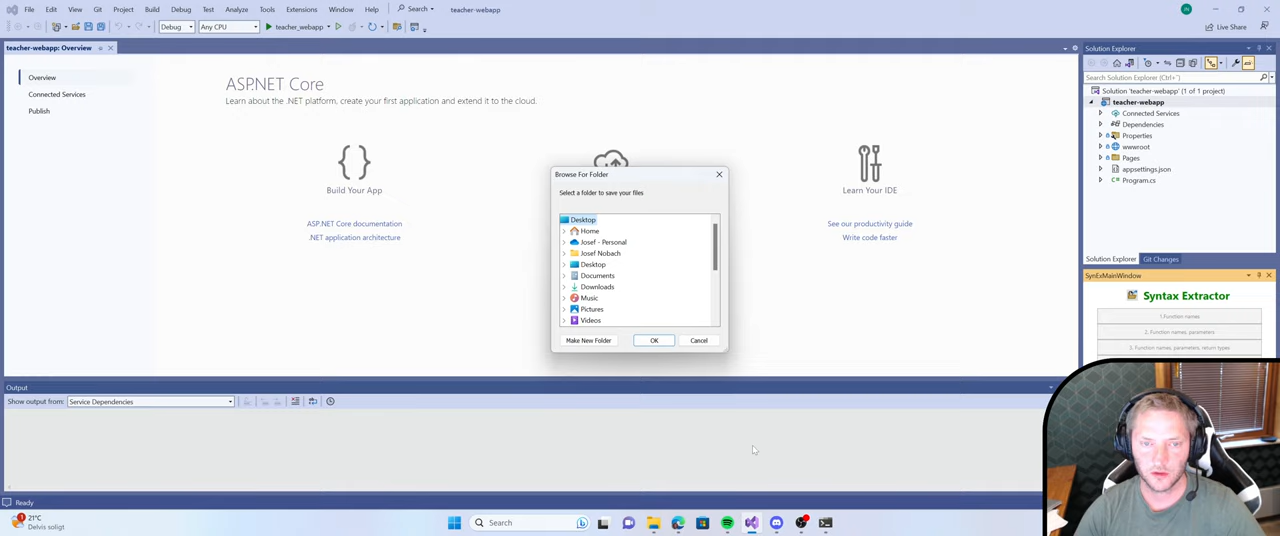 File Edit View Git Project Build Debug Test Analyze Tools Extensions Window Help Search teacher-webapp JN
Debug Any CPU teacher_webapp Live Share
teacher-webapp: Overview
Overview
Connected Services
Publish
ASP.NET Core
Learn about the .NET platform, create your first application and extend it to the cloud.
Build Your App
ASP.NET Core documentation
.NET application architecture
Learn Your IDE
See our productivity guide
Write code faster
Browse For Folder
Select a folder to save your files
Desktop
Home
Josef - Personal
Josef Nobach
Desktop
Documents
Downloads
Music
Pictures
Videos
Make New Folder OK Cancel
Solution Explorer
Search Solution Explorer (Ctrl+')
Solution 'teacher-webapp' (1 of 1 project)
teacher-webapp
Connected Services
Dependencies
Properties
wwwroot
Pages
appsettings.json
Program.cs
Solution Explorer Git Changes
SynExMainWindow
Syntax Extractor
1.Function names
2. Function names, parameters
3. Function names, parameters, return types
Output
Show output from: Service Dependencies
Ready
21°C
Delvis soligt
Search